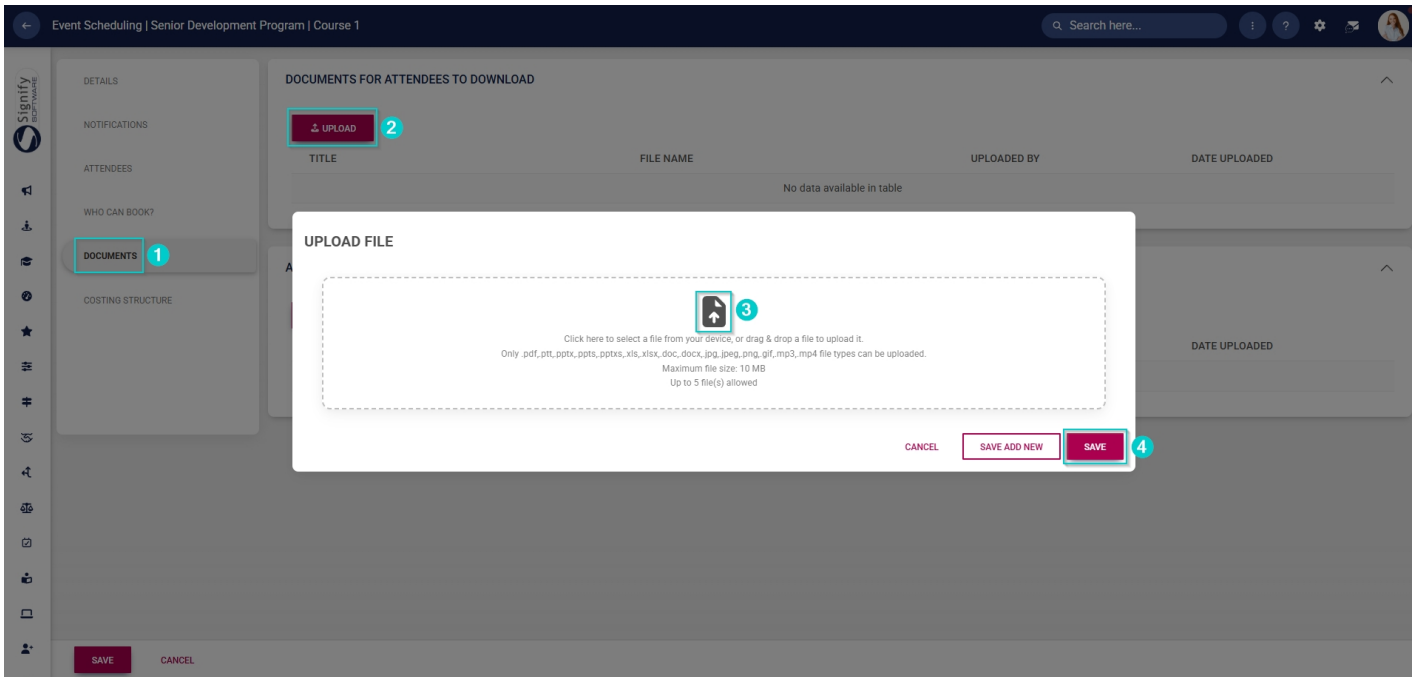 Event Scheduling | Senior Development Program | Course 1
Search here...
?
Signify
SOFTWARE
DETAILS
NOTIFICATIONS
ATTENDEES
WHO CAN BOOK?
DOCUMENTS
1
COSTING STRUCTURE
DOCUMENTS FOR ATTENDEES TO DOWNLOAD
UPLOAD
2
TITLE FILE NAME UPLOADED BY DATE UPLOADED
No data available in table
A
DATE UPLOADED
UPLOAD FILE
3
Click here to select a file from your device, or drag & drop a file to upload it.
Only .pdf,.ptt,.pptx,.ppts,.pptxs,.xls,.xlsx,.doc,.docx,.jpg,.jpeg,.png,.gif,.mp3,.mp4 file types can be uploaded.
Maximum file size: 10 MB
Up to 5 file(s) allowed
CANCEL SAVE ADD NEW SAVE
4
SAVE CANCEL